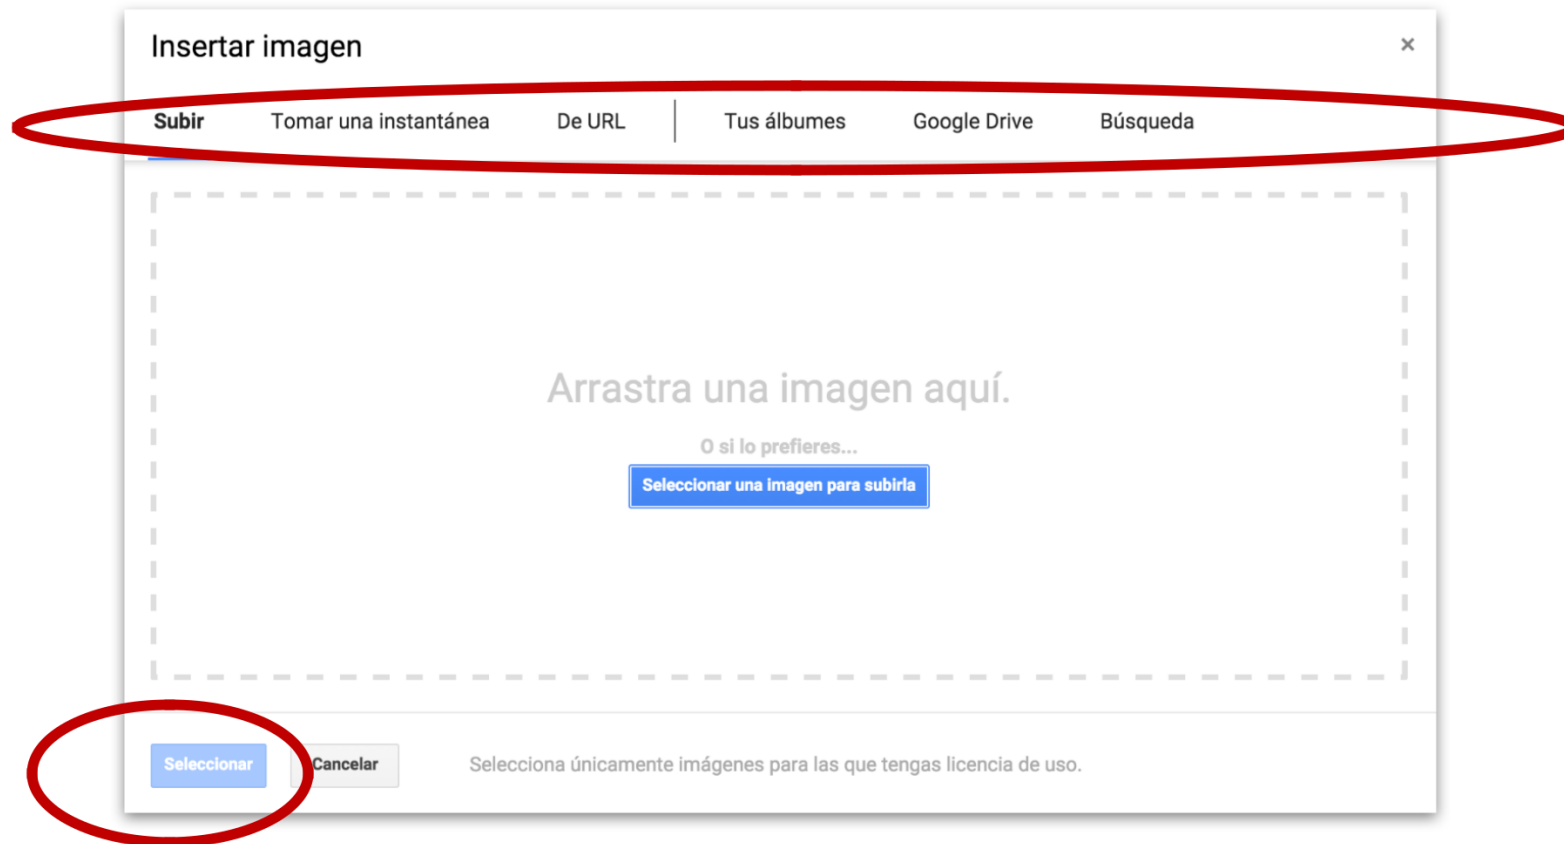 Insertar imagen ×
Subir Tomar una instantánea De URL Tus álbumes Google Drive Búsqueda
Arrastra una imagen aquí.
O si lo prefieres...
Seleccionar una imagen para subirla
Seleccionar Cancelar Selecciona únicamente imágenes para las que tengas licencia de uso.